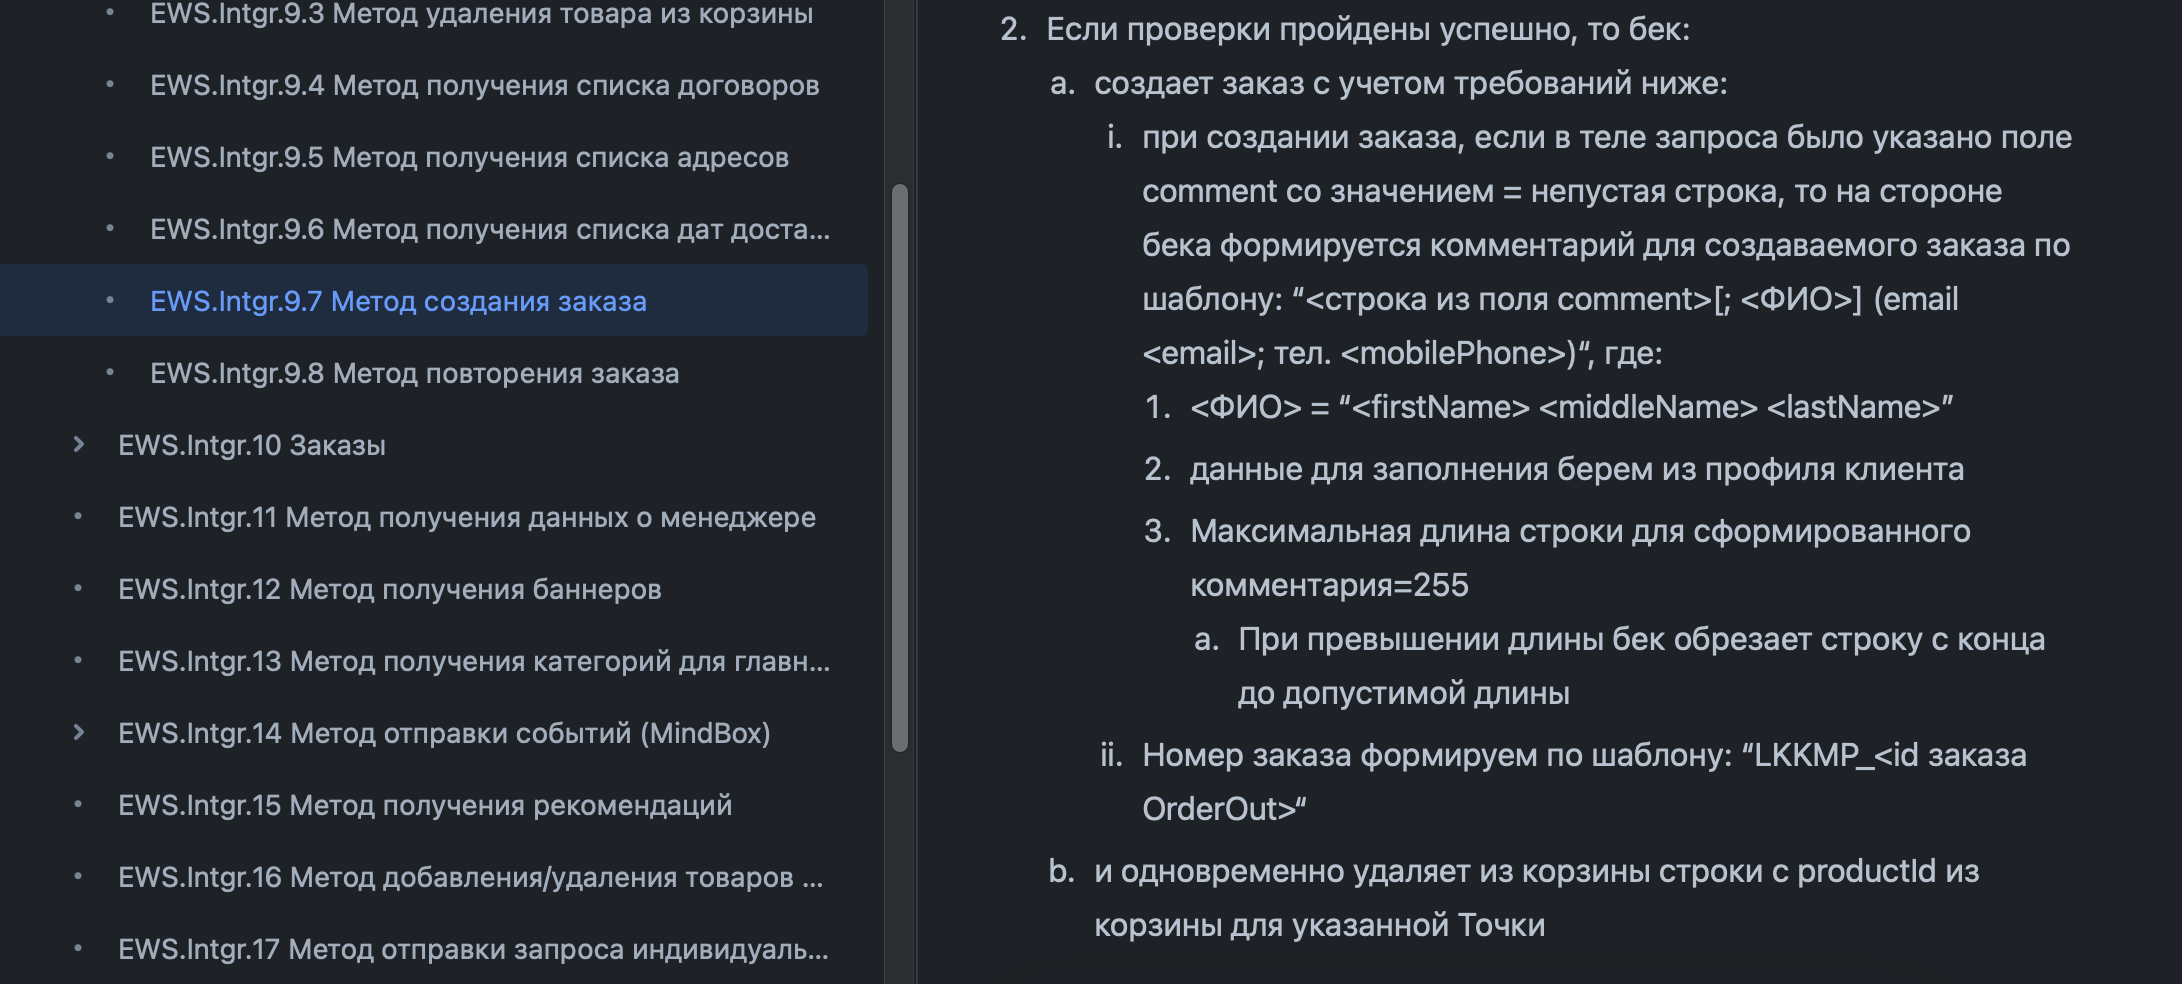 EWS.Intgr.9.3 Метод удаления товара из корзины
EWS.Intgr.9.4 Метод получения списка договоров
EWS.Intgr.9.5 Метод получения списка адресов
EWS.Intgr.9.6 Метод получения списка дат доста...
EWS.Intgr.9.7 Метод создания заказа
EWS.Intgr.9.8 Метод повторения заказа
EWS.Intgr.10 Заказы
EWS.Intgr.11 Метод получения данных о менеджере
EWS.Intgr.12 Метод получения баннеров
EWS.Intgr.13 Метод получения категорий для главн...
EWS.Intgr.14 Метод отправки событий (MindBox)
EWS.Intgr.15 Метод получения рекомендаций
EWS.Intgr.16 Метод добавления/удаления товаров ...
EWS.Intgr.17 Метод отправки запроса индивидуаль...
2. Если проверки пройдены успешно, то бек:
a. создает заказ с учетом требований ниже:
i. при создании заказа, если в теле запроса было указано поле
comment со значением = непустая строка, то на стороне
бека формируется комментарий для создаваемого заказа по
шаблону: “<строка из поля comment>[; <ФИО>] (email
<email>; тел. <mobilePhone>)“, где:
1. <ФИО> = “<firstName> <middleName> <lastName>”
2. данные для заполнения берем из профиля клиента
3. Максимальная длина строки для сформированного
комментария=255
a. При превышении длины бек обрезает строку с конца
до допустимой длины
ii. Номер заказа формируем по шаблону: “LKKMP_<id заказа
OrderOut>“
b. и одновременно удаляет из корзины строки с productId из
корзины для указанной Точки